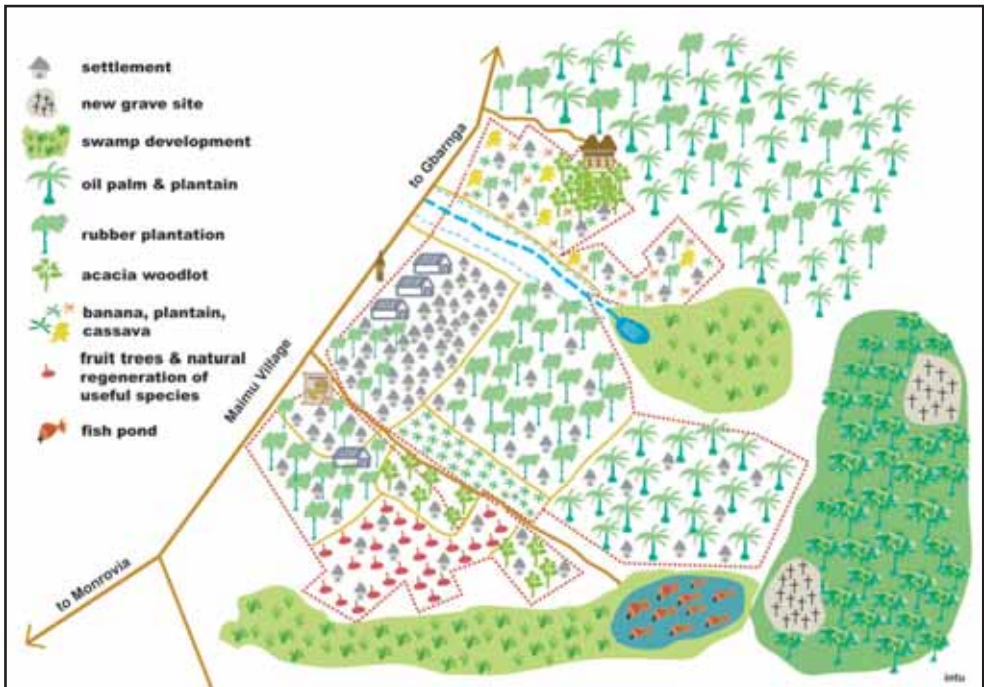 settlement
new grave site
swamp development
oil palm & plantain
rubber plantation
acacia woodlot
banana, plantain,
cassava
fruit trees & natural
regeneration of
useful species
fish pond
to Gbarnga
Maimu Village
to Monrovia
intu